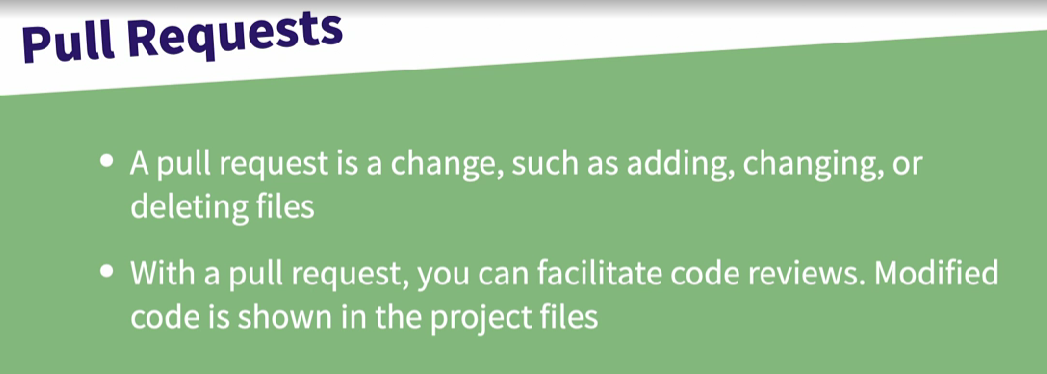 Pull Requests
• A pull request is a change, such as adding, changing, or
deleting files
• With a pull request, you can facilitate code reviews. Modified
code is shown in the project files